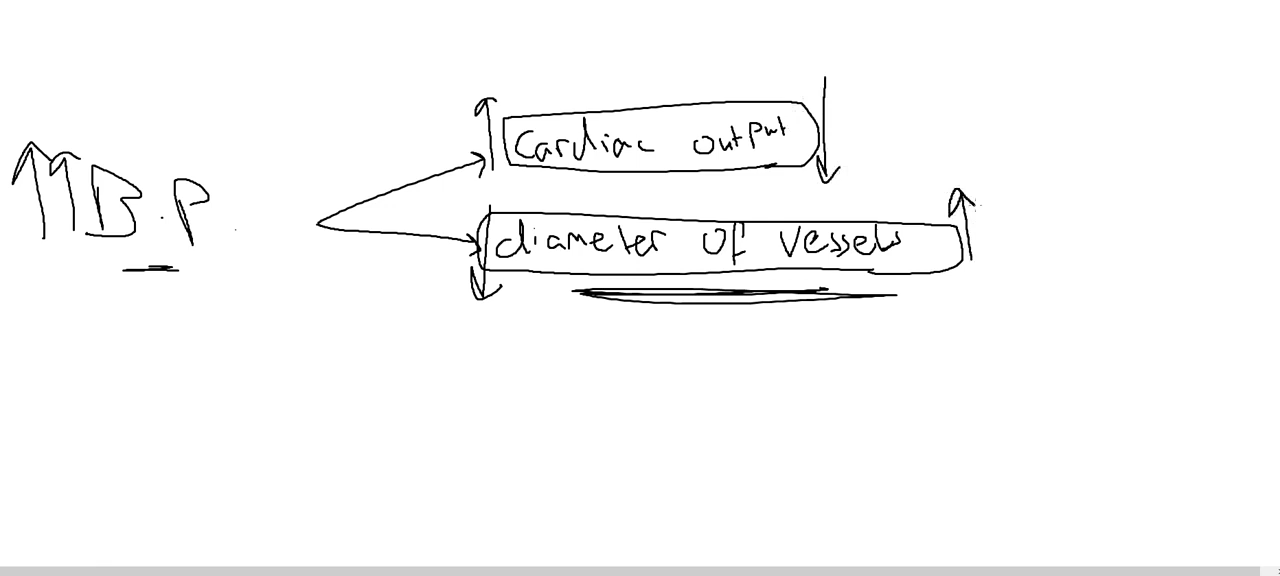 ↑↑B.P.
↑ Cardiac output ↓
↓ diameter of vessels ↑